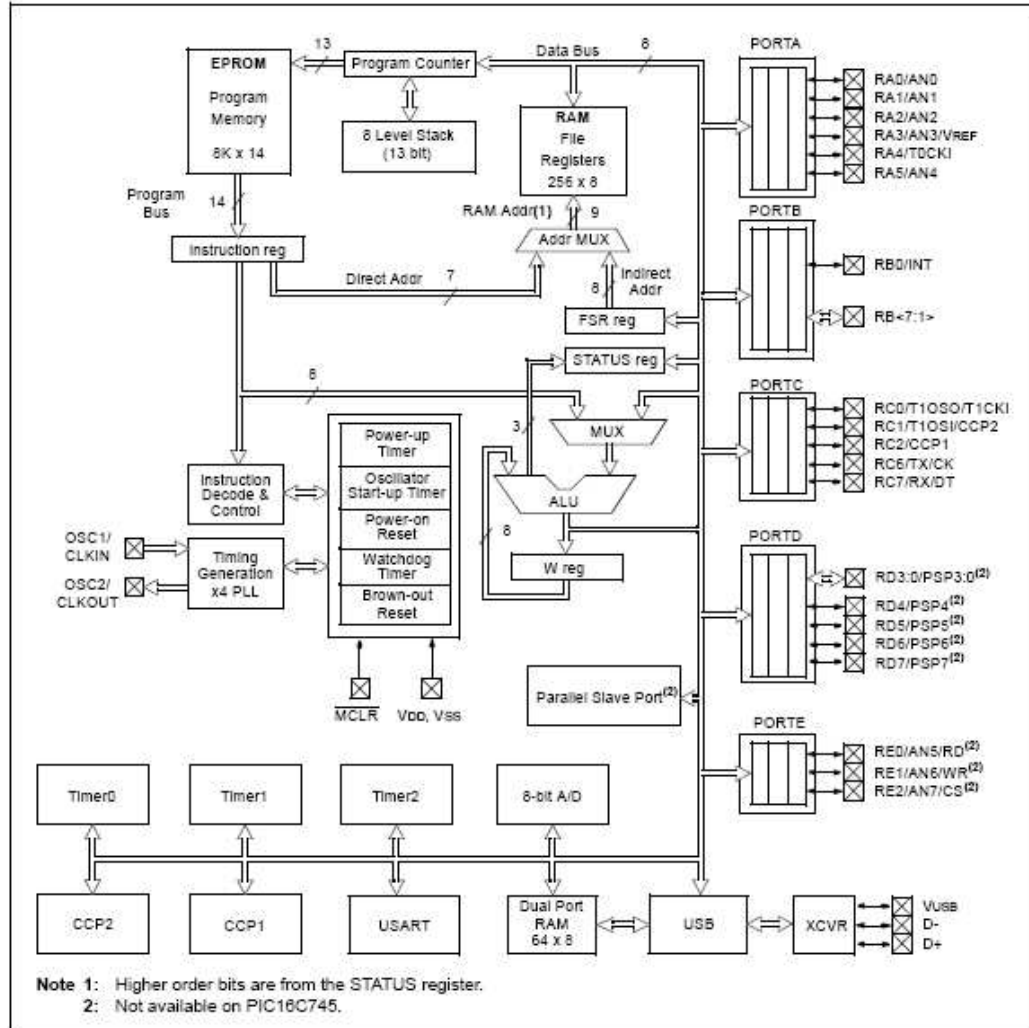 EPROM
Program
Memory
8K x 14
13
Program Counter
8 Level Stack
(13 bit)
Data Bus
8
RAM
File
Registers
256 x 8
Program
Bus
14
RAM Addr(1)
9
Instruction reg
Addr MUX
Direct Addr
7
8
Indirect
Addr
FSR reg
STATUS reg
8
3
MUX
ALU
8
W reg
Power-up
Timer
Oscillator
Start-up Timer
Power-on
Reset
Watchdog
Timer
Brown-out
Reset
Instruction
Decode &
Control
OSC1/
CLKIN
OSC2/
CLKOUT
Timing
Generation
x4 PLL
MCLR
VDD, VSS
Parallel Slave Port(2)
PORTA
RA0/AN0
RA1/AN1
RA2/AN2
RA3/AN3/VREF
RA4/T0CKI
RA5/AN4
PORTB
RB0/INT
RB<7:1>
PORTC
RC0/T1OSO/T1CKI
RC1/T1OSI/CCP2
RC2/CCP1
RC6/TX/CK
RC7/RX/DT
PORTD
RD3:0/PSP3:0(2)
RD4/PSP4(2)
RD5/PSP5(2)
RD6/PSP6(2)
RD7/PSP7(2)
PORTE
RE0/AN5/RD(2)
RE1/AN6/WR(2)
RE2/AN7/CS(2)
Timer0
Timer1
Timer2
8-bit A/D
CCP2
CCP1
USART
Dual Port
RAM
64 x 8
USB
XCVR
VUSB
D-
D+
Note 1: Higher order bits are from the STATUS register.
2: Not available on PIC16C745.